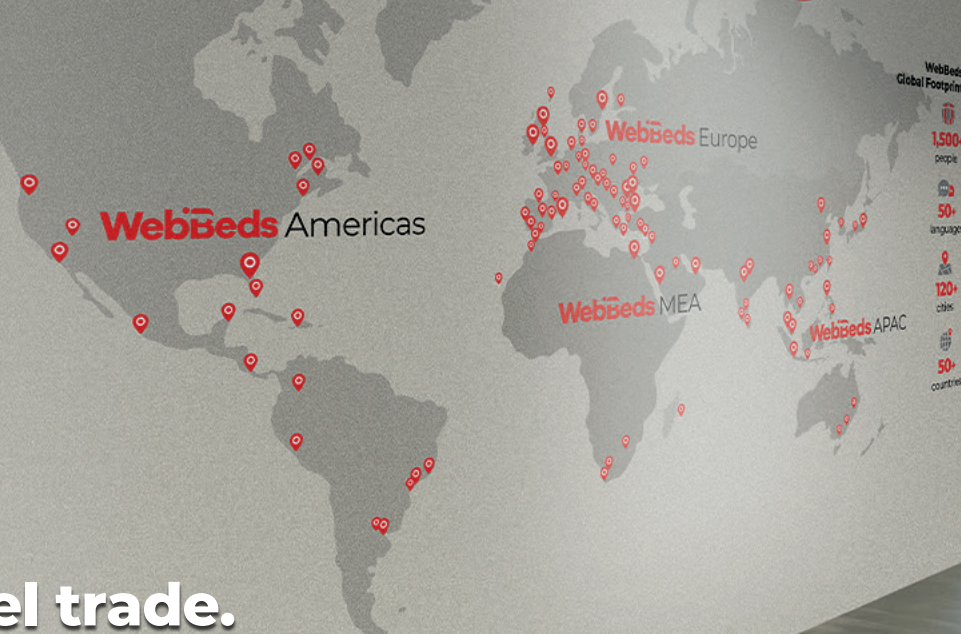 WebBeds Americas
WebBeds Europe
WebBeds MEA
WebBeds APAC
WebBeds
Global Footprin
1,500+
people
50+
language
120+
cities
50+
countries
el trade.